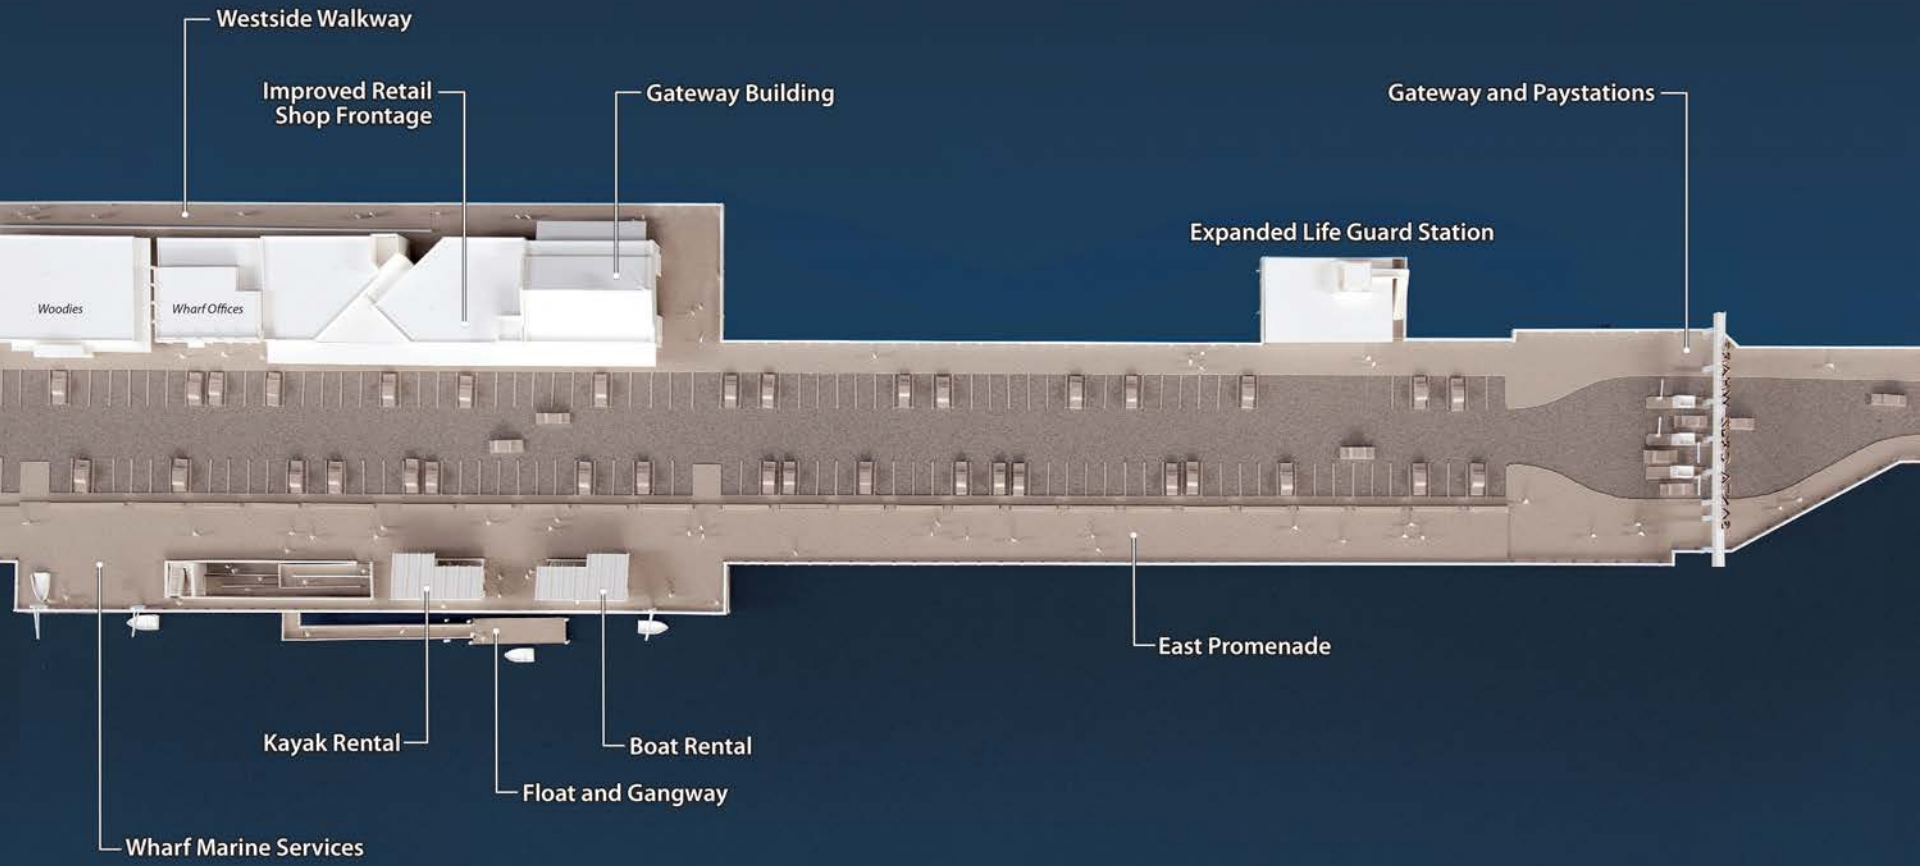 Westside Walkway
Improved Retail
Shop Frontage
Gateway Building
Gateway and Paystations
Expanded Life Guard Station
Woodies
Wharf Offices
East Promenade
Kayak Rental
Boat Rental
Float and Gangway
Wharf Marine Services